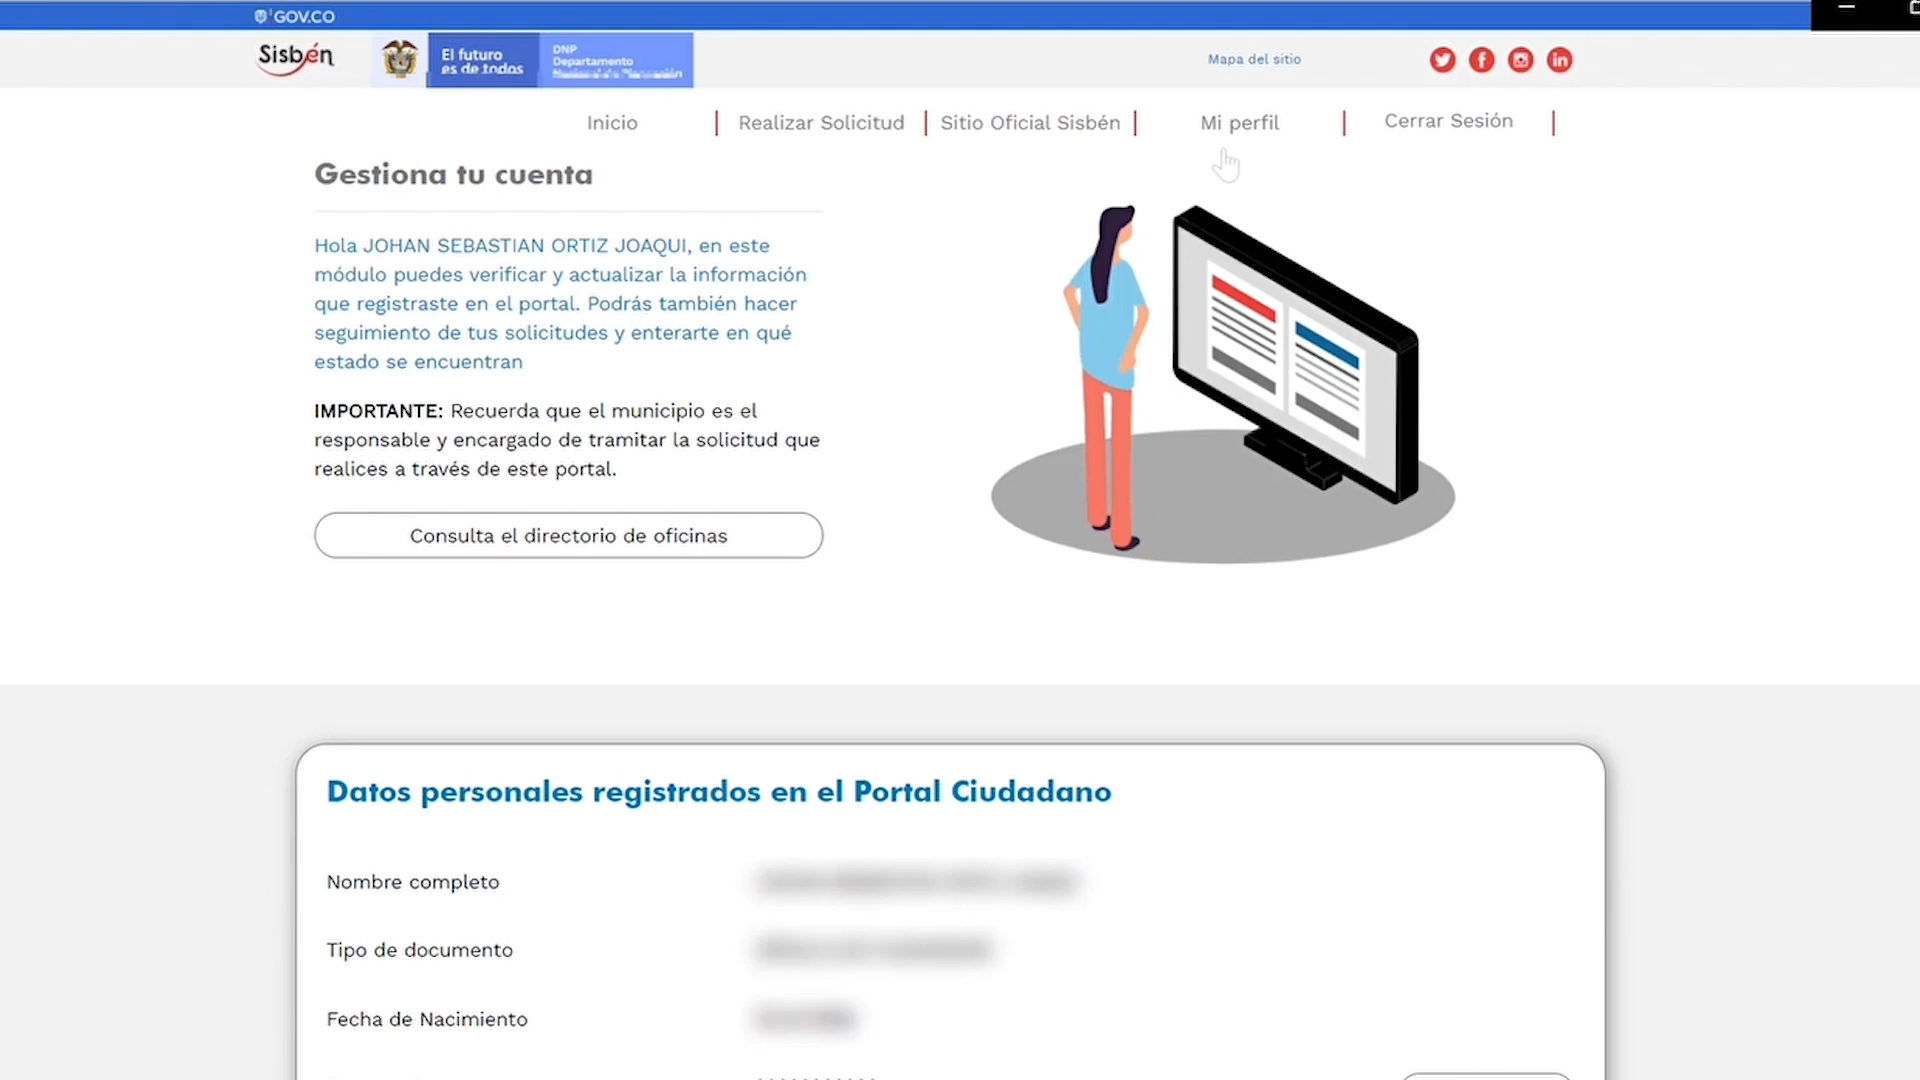 GOV.CO
Sisbén
El futuro
es de todos
DNP
Departamento
Nacional de Planeación
Mapa del sitio
Inicio
Realizar Solicitud
Sitio Oficial Sisbén
Mi perfil
Cerrar Sesión
Gestiona tu cuenta
Hola JOHAN SEBASTIAN ORTIZ JOAQUI, en este
módulo puedes verificar y actualizar la información
que registraste en el portal. Podrás también hacer
seguimiento de tus solicitudes y enterarte en qué
estado se encuentran
IMPORTANTE: Recuerda que el municipio es el
responsable y encargado de tramitar la solicitud que
realices a través de este portal.
Consulta el directorio de oficinas
Datos personales registrados en el Portal Ciudadano
Nombre completo
Tipo de documento
Fecha de Nacimiento